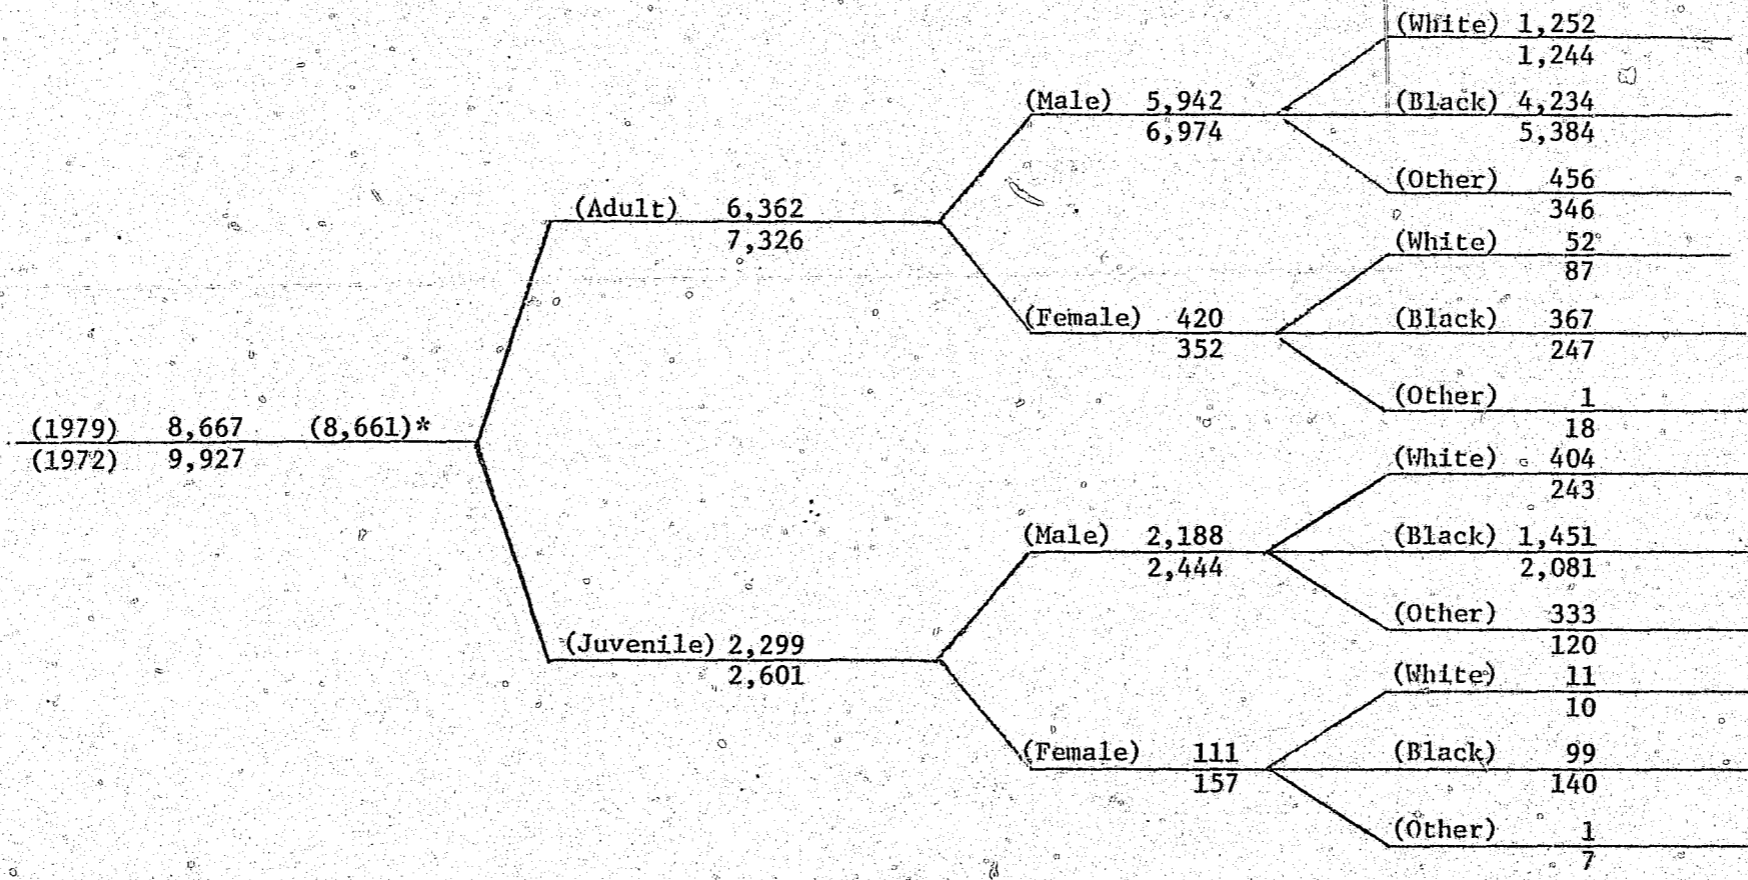 (White) 1,252
1,244
(Male) 5,942 (Black) 4,234
6,974 5,384
(Other) 456
346
(Adult) 6,362
7,326
(White) 52
87
(Female) 420 (Black) 367
352 247
(Other) 1
18
(1979) 8,667 (8,661)*
(1972) 9,927
(White) 404
243
(Male) 2,188 (Black) 1,451
2,444 2,081
(Other) 333
120
(Juvenile) 2,299
2,601
(White) 11
10
(Female) 111 (Black) 99
157 140
(Other) 1
7